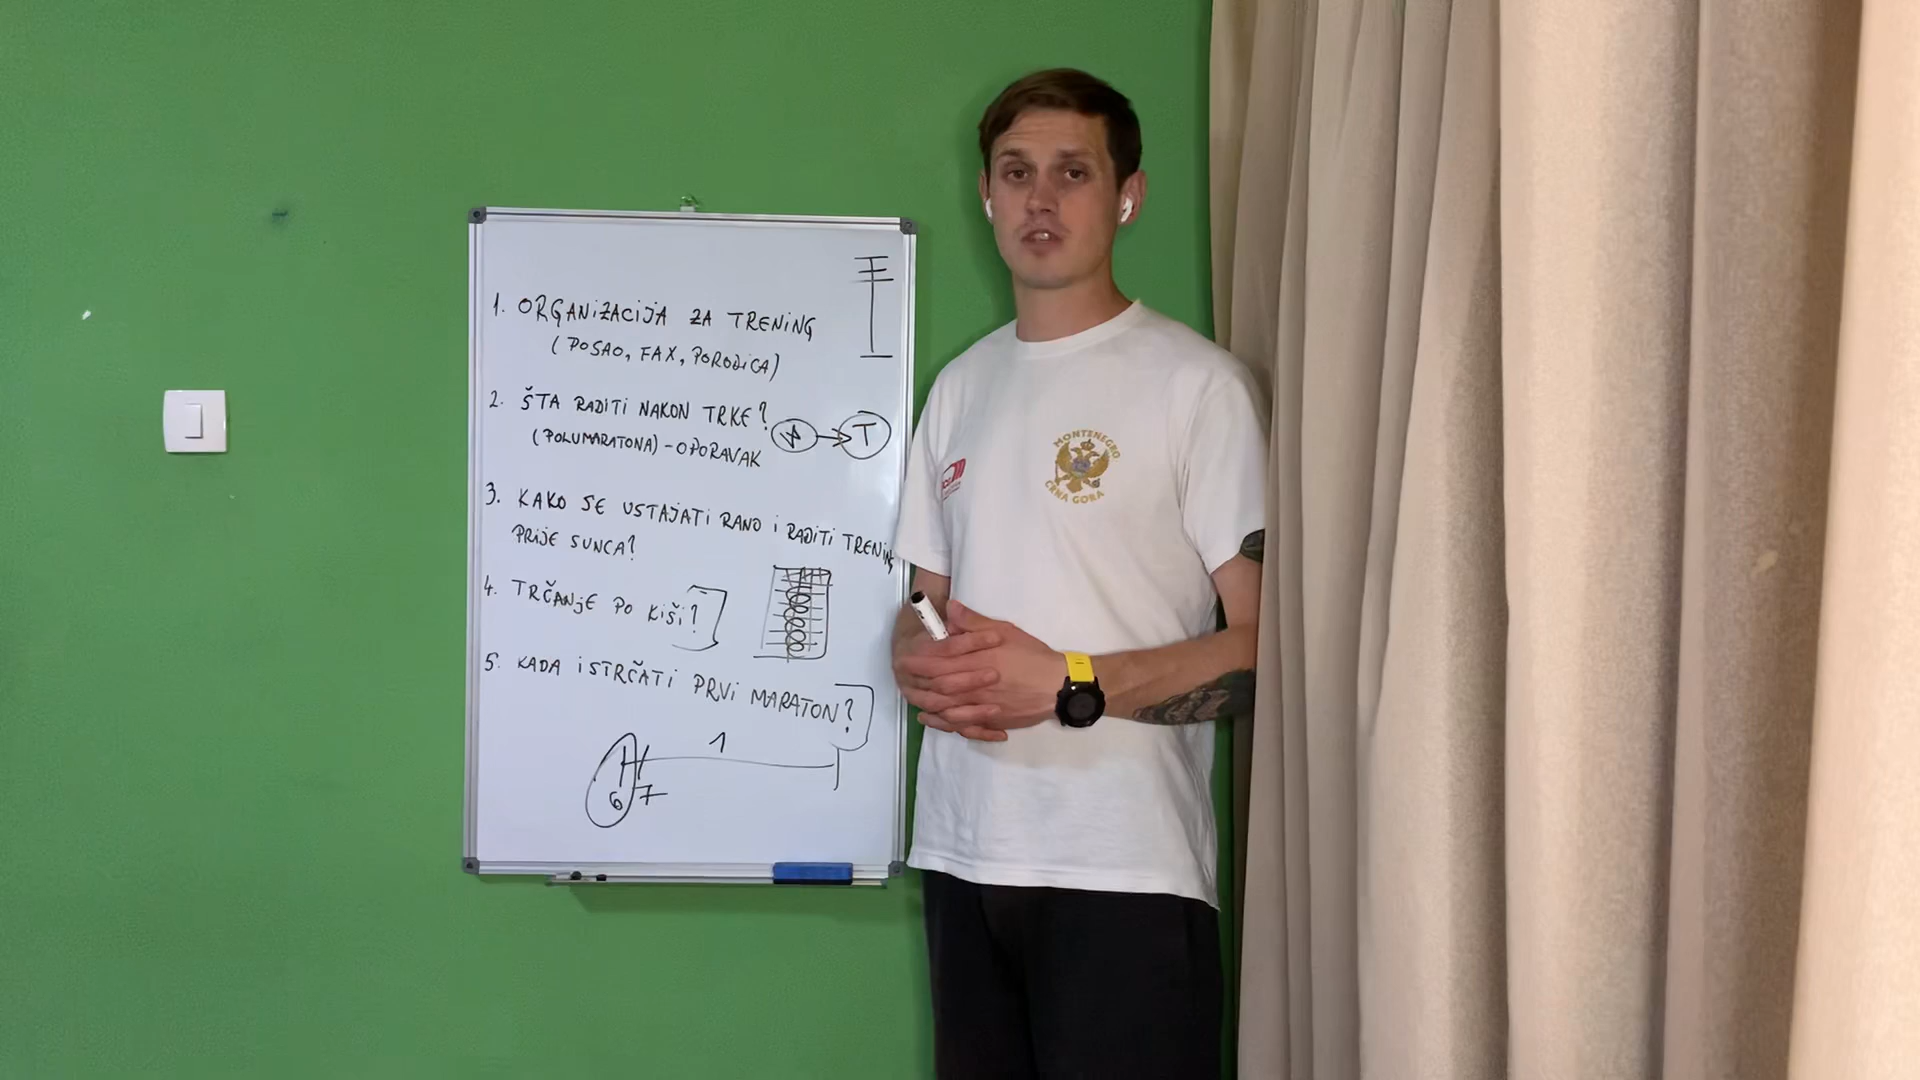 1. ORGANiZACiJA ZA TRENiNG
(POSAO, FAX, PORODiCA)
2. ŠTA RADiTi NAKON TRKE?
(POLUMARATONA) - OPORAVAK
T
3. KAKO SE USTAJATi RANO i RADiTi TRENiNG
PRiJE SUNCA?
4. TRČANjE PO KiŠi?
5. KADA iSTRČATi PRVi MARATON?
1
6 7
MONTENEGRO
CRNA GORA